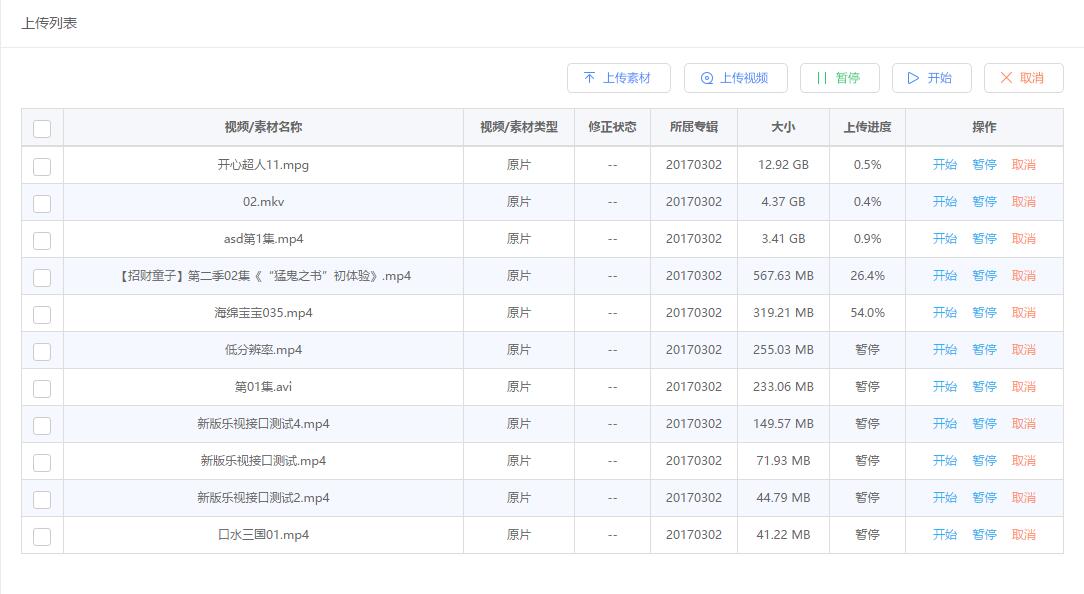 上传列表
上传素材 上传视频 暂停 开始 取消
视频/素材名称 视频/素材类型 修正状态 所居专辑 大小 上传进度 操作
开心超人11.mpg 原片 -- 20170302 12.92 GB 0.5% 开始 暂停 取消
02.mkv 原片 -- 20170302 4.37 GB 0.4% 开始 暂停 取消
asd第1集.mp4 原片 -- 20170302 3.41 GB 0.9% 开始 暂停 取消
【招财童子】第二季02集《“猛鬼之书”初体验》.mp4 原片 -- 20170302 567.63 MB 26.4% 开始 暂停 取消
海绵宝宝035.mp4 原片 -- 20170302 319.21 MB 54.0% 开始 暂停 取消
低分辨率.mp4 原片 -- 20170302 255.03 MB 暂停 开始 暂停 取消
第01集.avi 原片 -- 20170302 233.06 MB 暂停 开始 暂停 取消
新版乐视接口测试4.mp4 原片 -- 20170302 149.57 MB 暂停 开始 暂停 取消
新版乐视接口测试.mp4 原片 -- 20170302 71.93 MB 暂停 开始 暂停 取消
新版乐视接口测试2.mp4 原片 -- 20170302 44.79 MB 暂停 开始 暂停 取消
口水三国01.mp4 原片 -- 20170302 41.22 MB 暂停 开始 暂停 取消